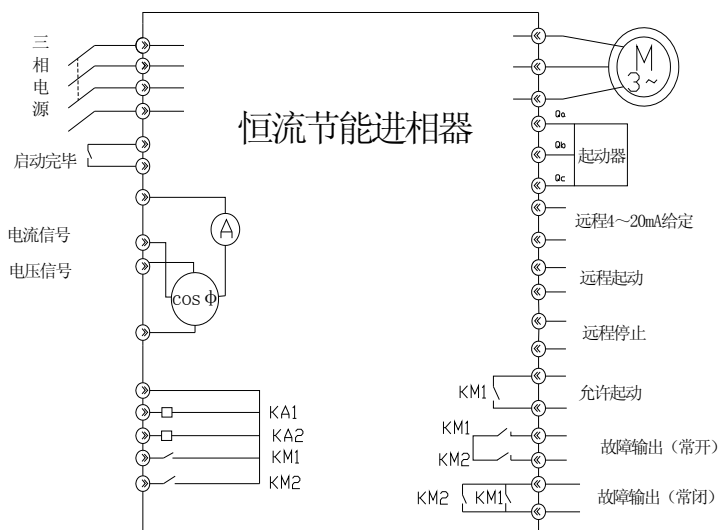 三
相
电
源
启动完毕
电流信号
电压信号
A
cosΦ
KA1
KA2
KM1
KM2
恒流节能进相器
M
3~
Qa
Qb
Qc
起动器
远程4～20mA给定
远程起动
远程停止
KM1
允许起动
KM1
KM2
故障输出（常开）
KM2 KM1
故障输出（常闭）